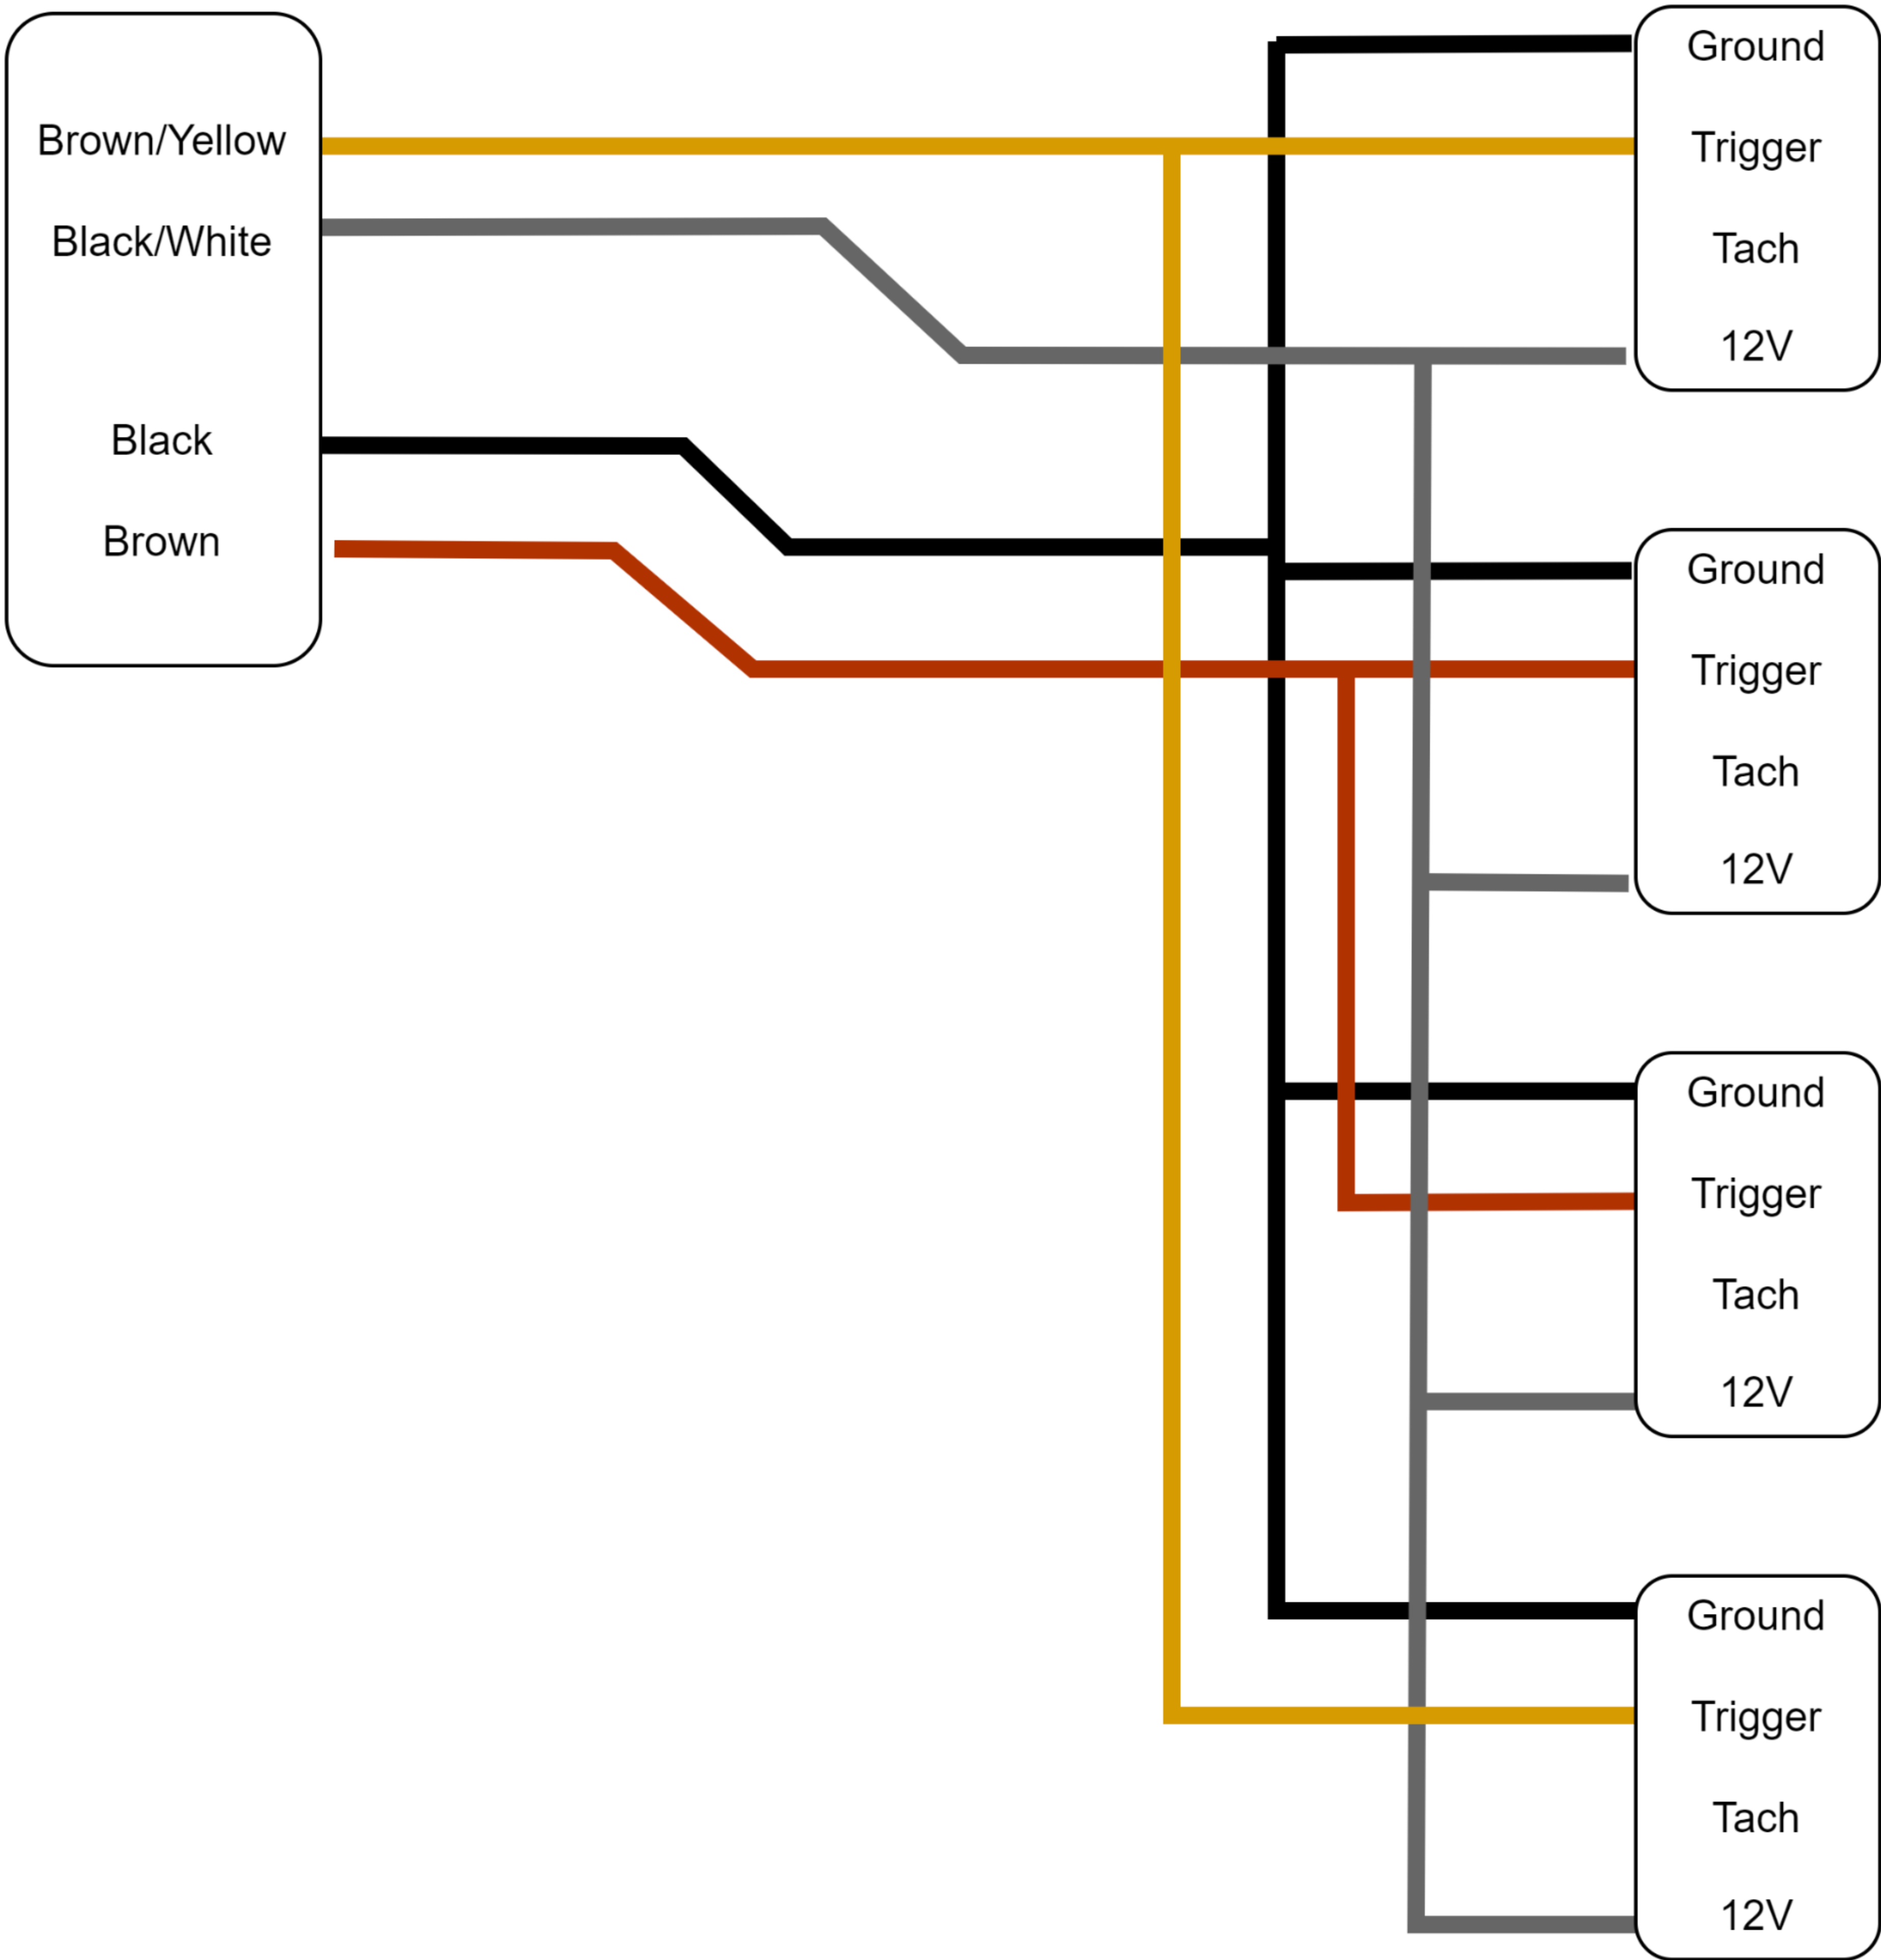 Brown/Yellow
Black/White
Black
Brown
Ground
Trigger
Tach
12V
Ground
Trigger
Tach
12V
Ground
Trigger
Tach
12V
Ground
Trigger
Tach
12V